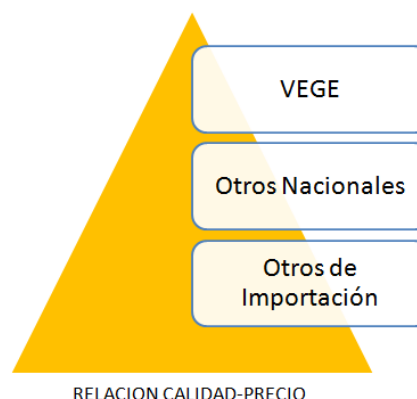 VEGE
Otros Nacionales
Otros de
Importación
RELACION CALIDAD-PRECIO